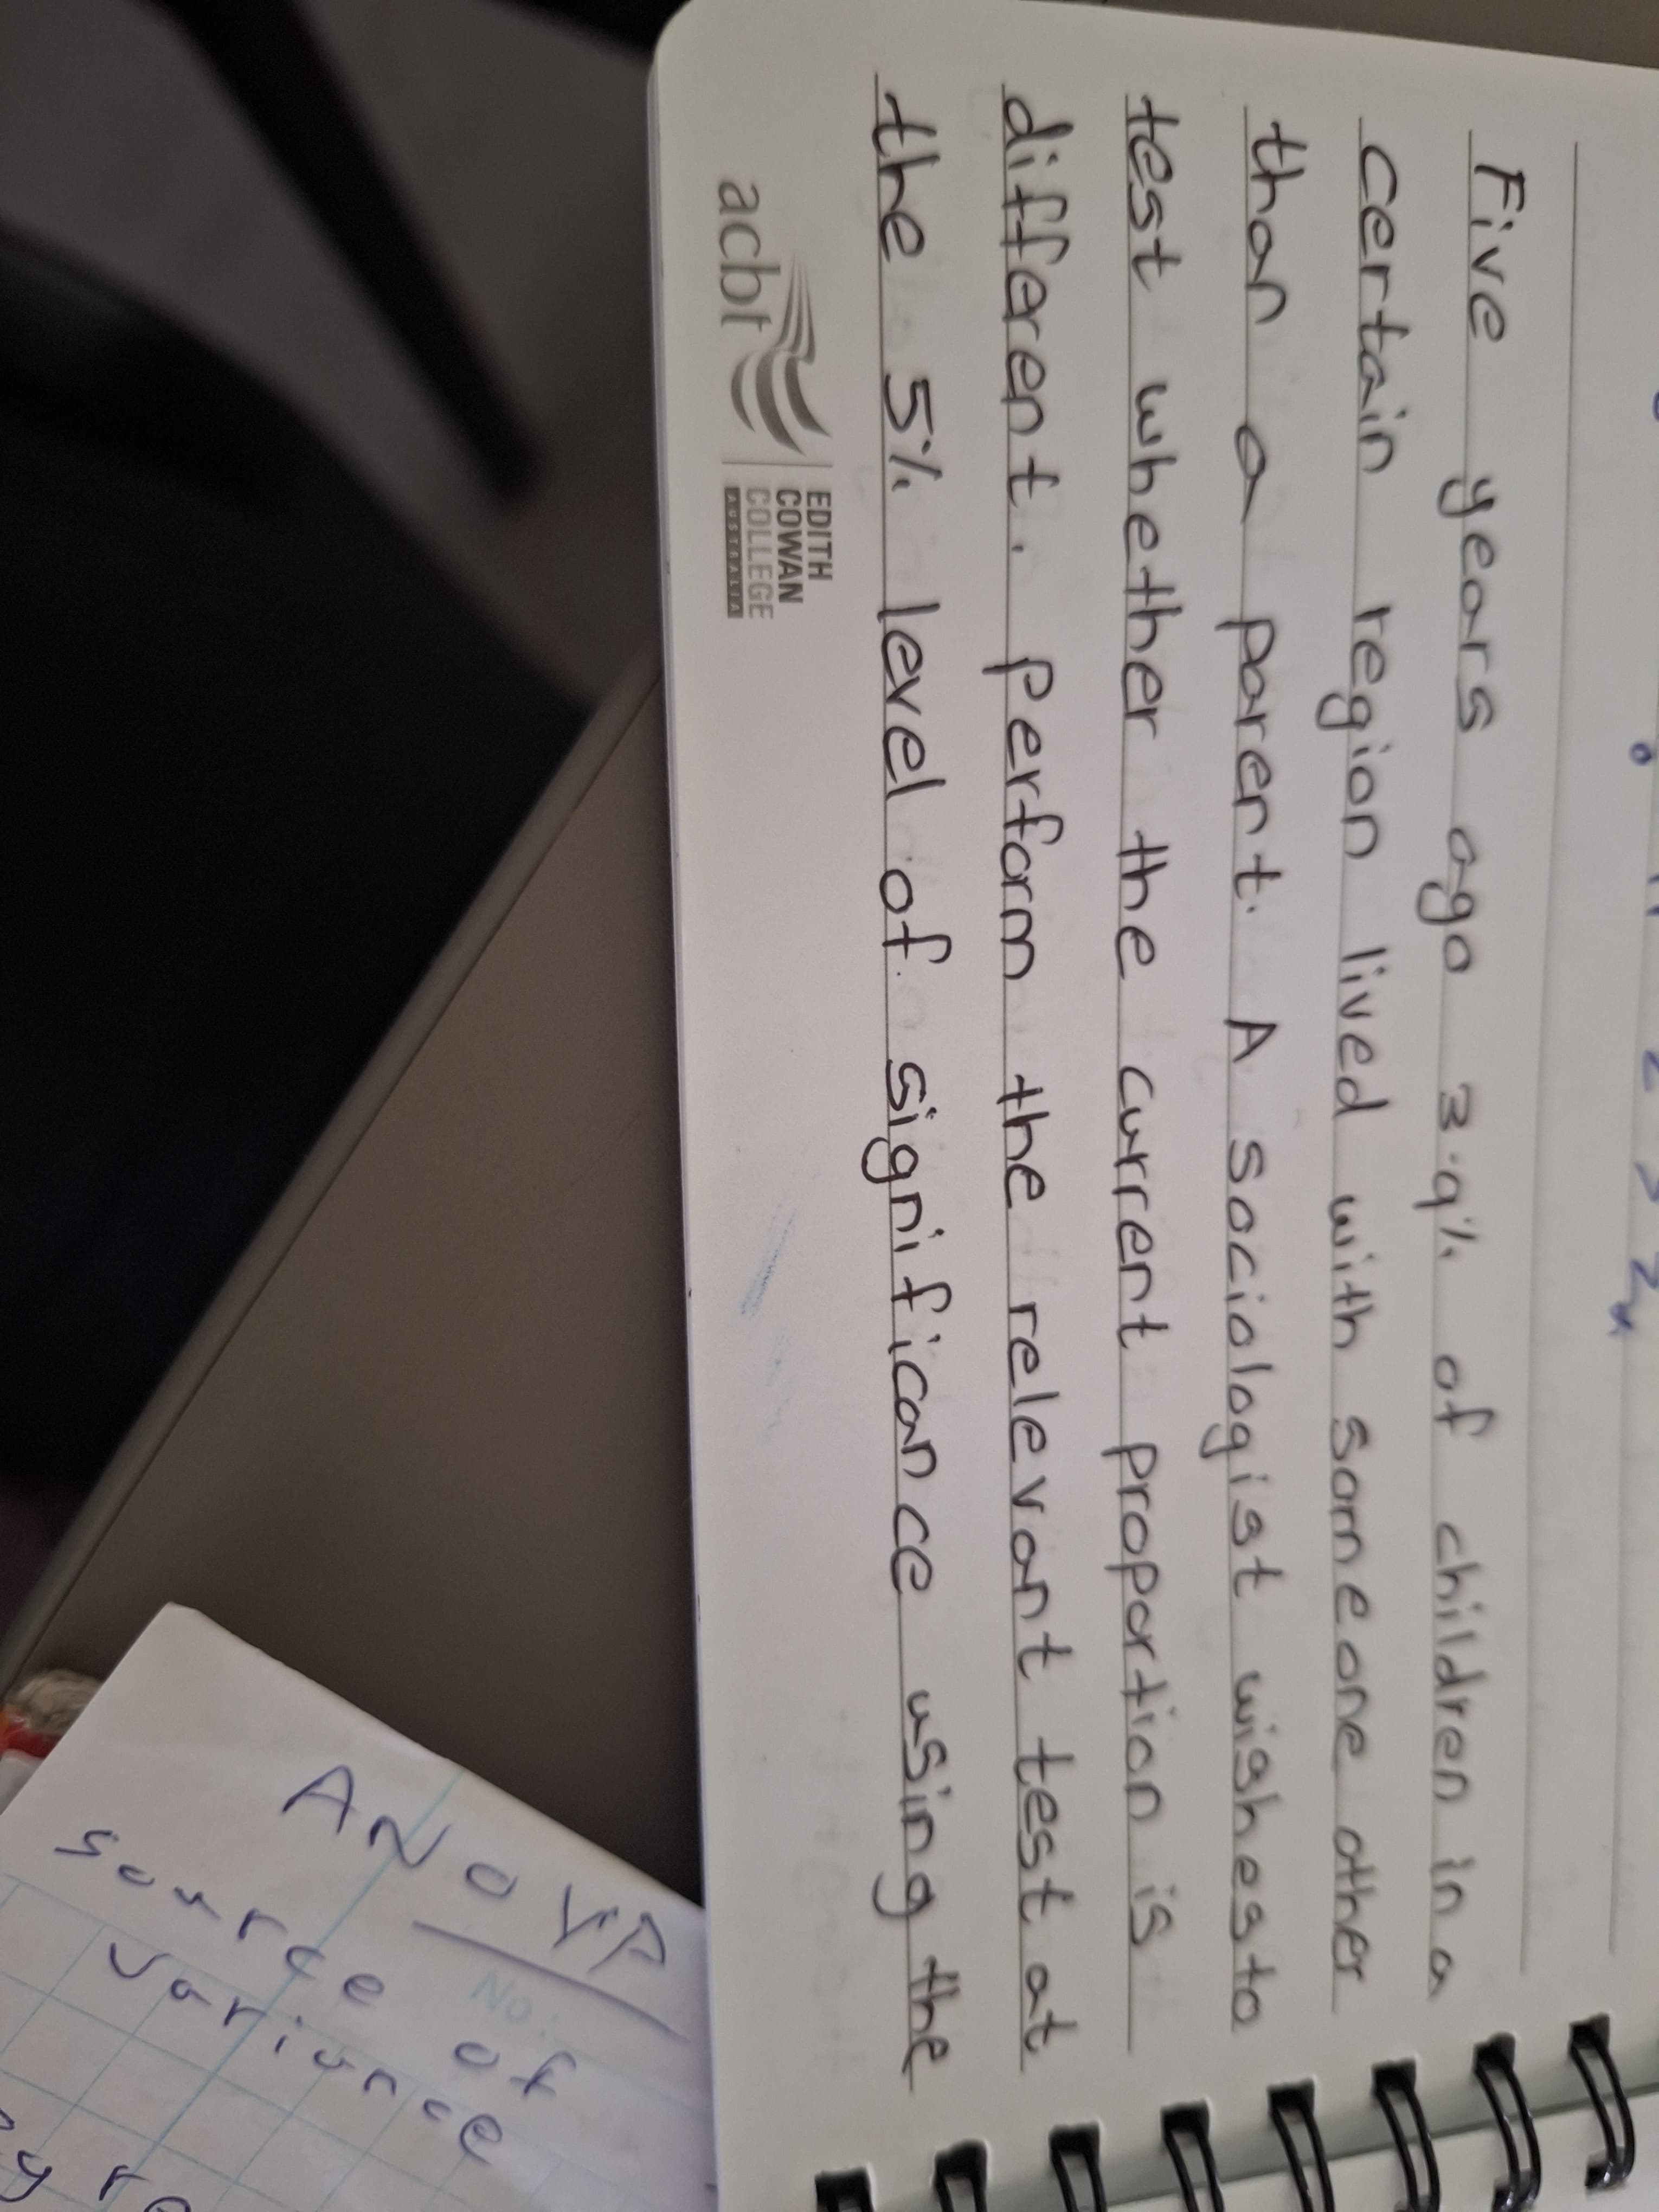 Five years ago 3.9% of children in a
certain region lived with someone other
than a parent. A sociologist wishes to
test whether the current proportion is
different. Perform the relevant test at
the 5% level of significance using the
acbt
EDITH
COWAN
COLLEGE
AUSTRALIA
ANOVA
No:
source of
variance